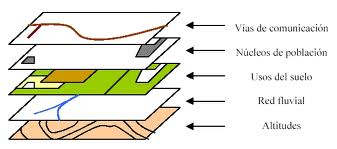 Vías de comunicación
Núcleos de población
Usos del suelo
Red fluvial
Altitudes